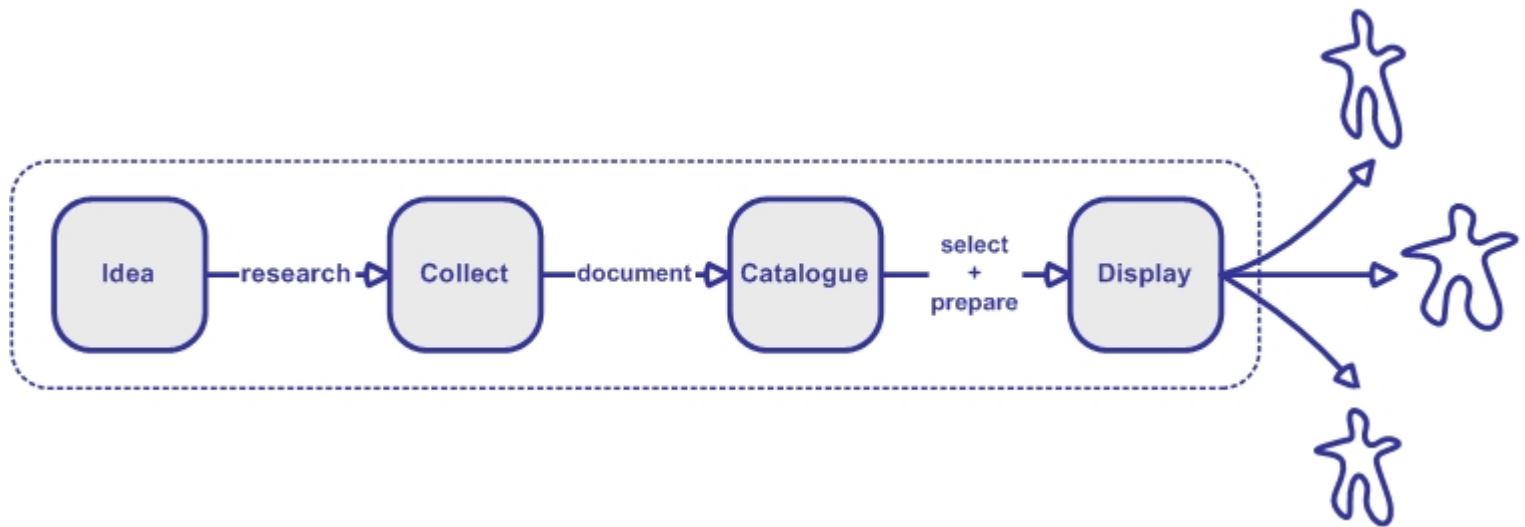 Idea
research
Collect
document
Catalogue
select
+
prepare
Display